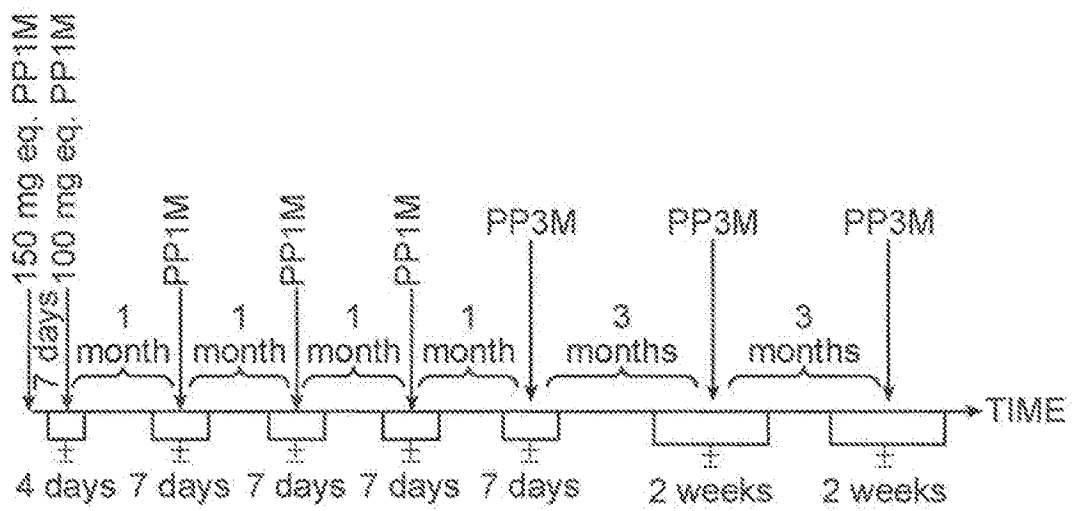 150 mg eq. PP1M
7 days
100 mg eq. PP1M
PP1M
PP1M
PP1M
PP3M
PP3M
PP3M
1
month
1
month
1
month
1
month
3
months
3
months
TIME
±
4 days
±
7 days
±
7 days
±
7 days
±
7 days
±
2 weeks
±
2 weeks